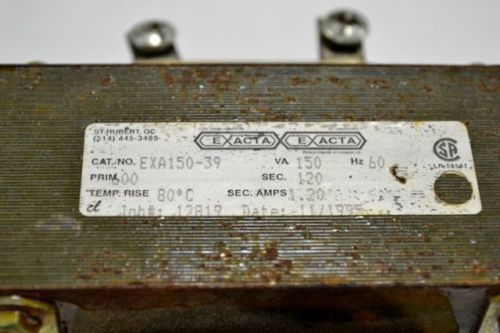 ST-HUBERT, QC
(514) 445-3489
EXACTA EXACTA
CAT. NO. EXA150-39 VA 150 Hz 60
PRIM. 600 SEC. 120
TEMP. RISE 80°C SEC. AMPS 1.20
Job#: 12819 Date: 11/1995